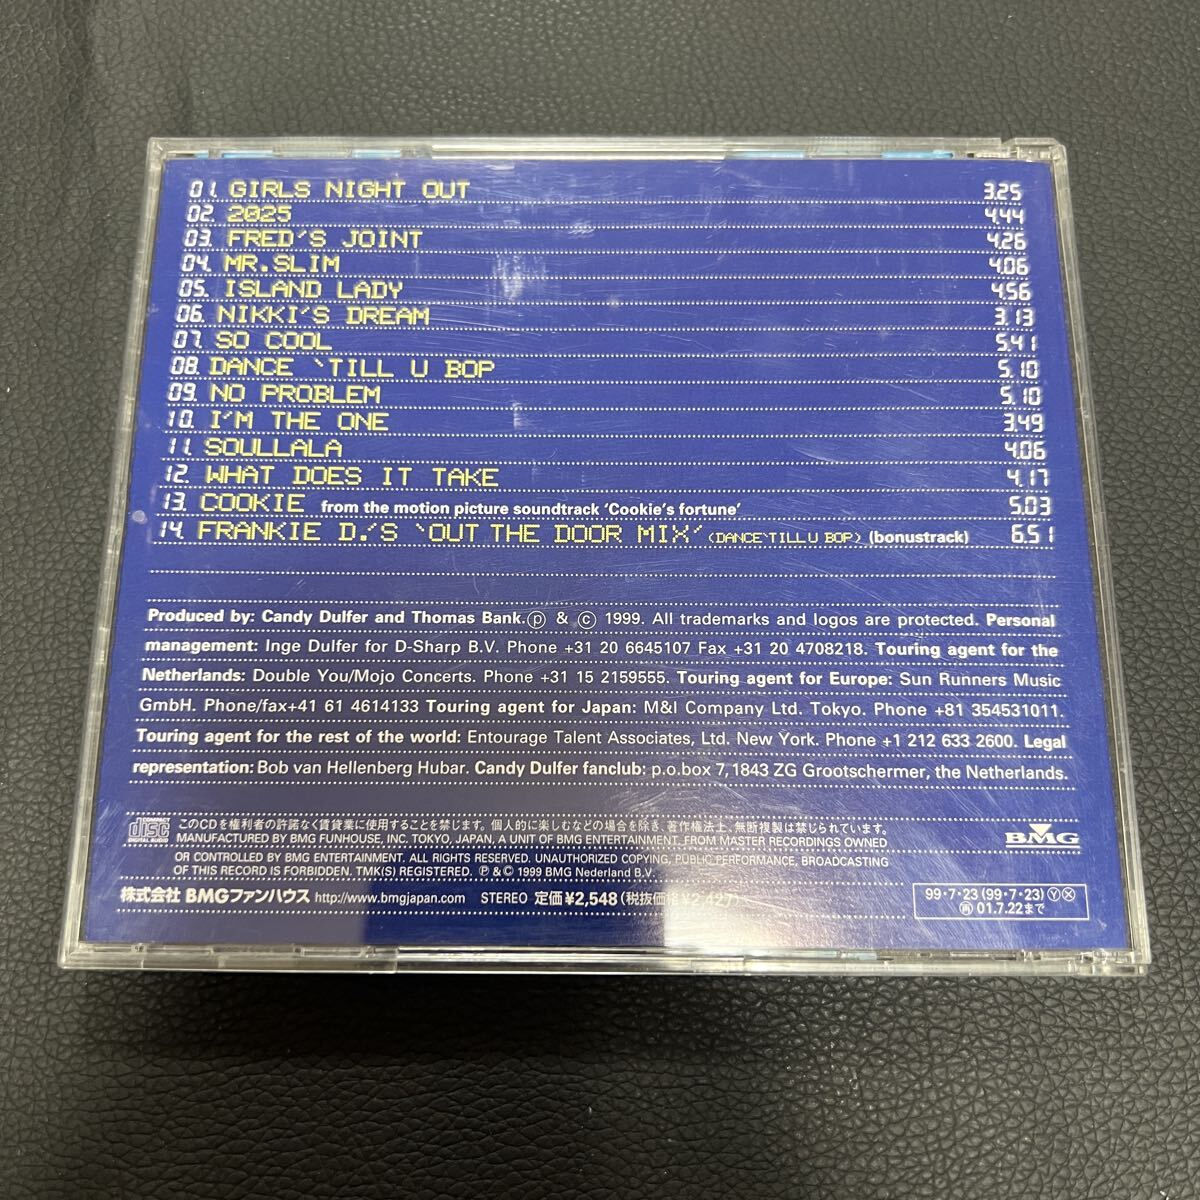 01. GIRLS NIGHT OUT 3.25
02. 2025 4.44
03. FRED'S JOINT 4.26
04. MR.SLIM 4.06
05. ISLAND LADY 4.56
06. NIKKI'S DREAM 3.13
07. SO COOL 5.41
08. DANCE `TILL U BOP 5.10
09. NO PROBLEM 5.10
10. I'M THE ONE 3.49
11. SOULLALA 4.06
12. WHAT DOES IT TAKE 4.17
13. COOKIE from the motion picture soundtrack 'Cookie's fortune' 5.03
14. FRANKIE D.'S `OUT THE DOOR MIX' (DANCE`TILL U BOP) (bonustrack) 6.51
Produced by: Candy Dulfer and Thomas Bank.Ⓟ & © 1999. All trademarks and logos are protected. Personal
management: Inge Dulfer for D-Sharp B.V. Phone +31 20 6645107 Fax +31 20 4708218. Touring agent for the
Netherlands: Double You/Mojo Concerts. Phone +31 15 2159555. Touring agent for Europe: Sun Runners Music
GmbH. Phone/fax+41 61 4614133 Touring agent for Japan: M&I Company Ltd. Tokyo. Phone +81 354531011.
Touring agent for the rest of the world: Entourage Talent Associates, Ltd. New York. Phone +1 212 633 2600. Legal
representation: Bob van Hellenberg Hubar. Candy Dulfer fanclub: p.o.box 7,1843 ZG Grootschermer, the Netherlands.
COMPACT disc DIGITAL AUDIO
このCDを権利者の許諾なく賃貸業に使用することを禁じます。個人的に楽しむなどの場合を除き、著作権法上、無断複製は禁じられています。
MANUFACTURED BY BMG FUNHOUSE, INC. TOKYO, JAPAN, A UNIT OF BMG ENTERTAINMENT, FROM MASTER RECORDINGS OWNED
OR CONTROLLED BY BMG ENTERTAINMENT. ALL RIGHTS RESERVED. UNAUTHORIZED COPYING, PUBLIC PERFORMANCE, BROADCASTING
OF THIS RECORD IS FORBIDDEN. TMK(S) REGISTERED. Ⓟ & © 1999 BMG Nederland B.V.
BMG
株式会社 BMGファンハウス http://www.bmgjapan.com STEREO 定価¥2,548(税抜価格¥2,427)
99・7・23(99・7・23)ⓎⓍ
㊢01.7.22まで